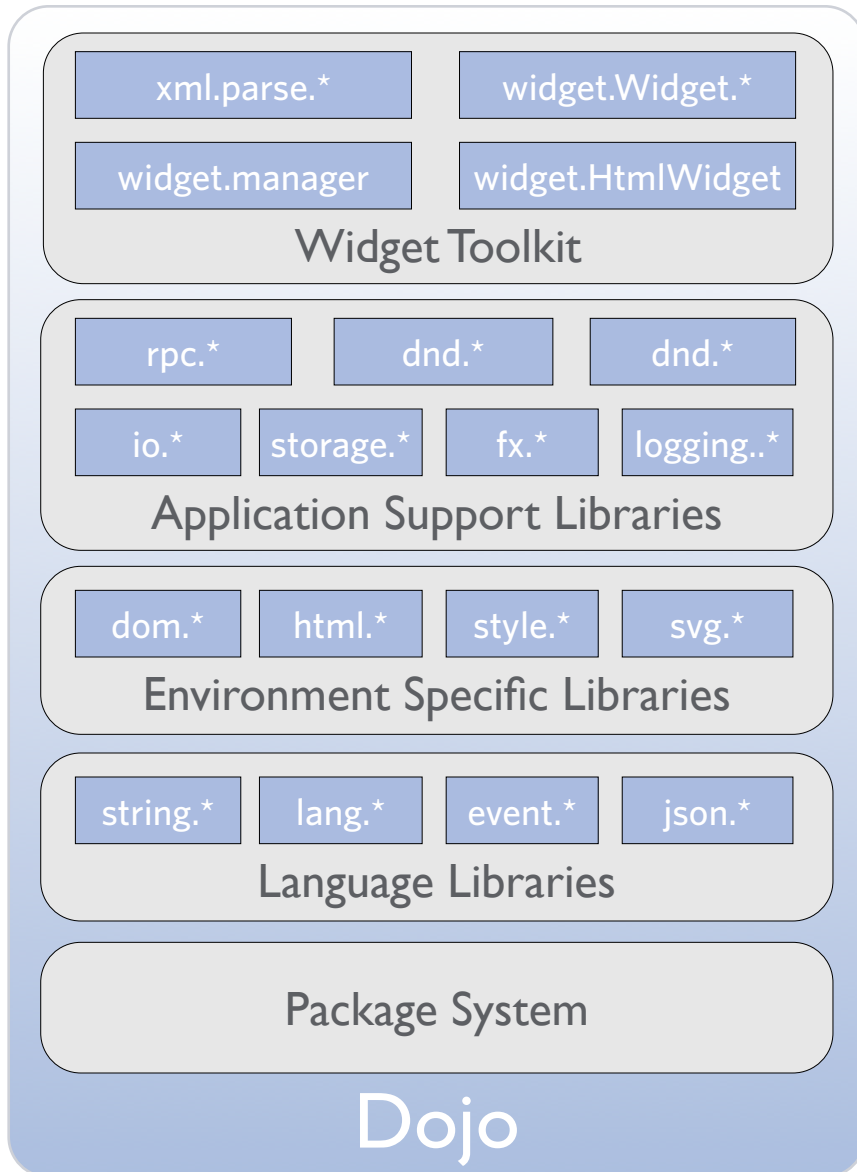 xml.parse.* widget.Widget.*
widget.manager widget.HtmlWidget
Widget Toolkit
rpc.* dnd.* dnd.*
io.* storage.* fx.* logging..*
Application Support Libraries
dom.* html.* style.* svg.*
Environment Specific Libraries
string.* lang.* event.* json.*
Language Libraries
Package System
Dojo